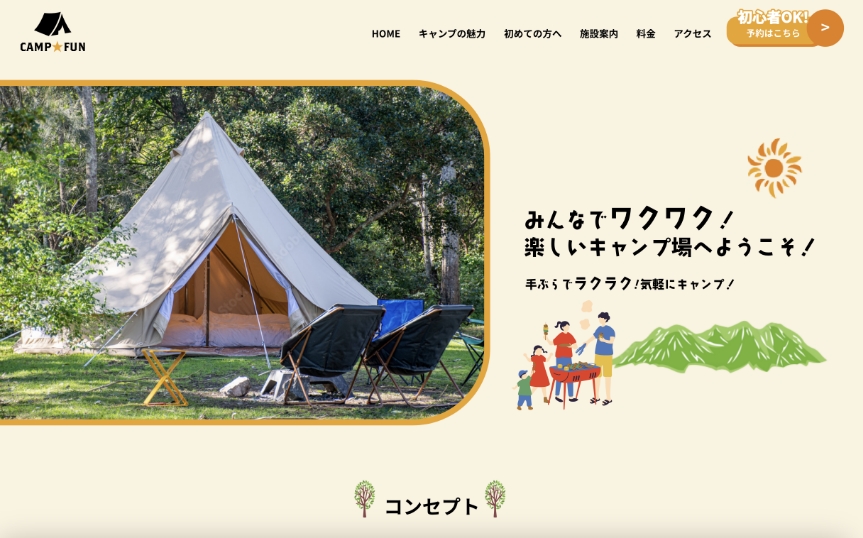 CAMP★FUN
HOME
キャンプの魅力
初めての方へ
施設案内
料金
アクセス
初心者OK!
予約はこちら
>
みんなでワクワク!
楽しいキャンプ場へようこそ!
手ぶらでラクラク!気軽にキャンプ!
コンセプト